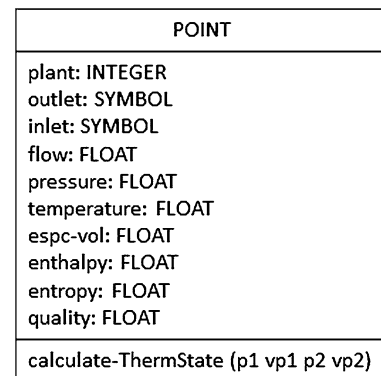 POINT
plant: INTEGER
outlet: SYMBOL
inlet: SYMBOL
flow: FLOAT
pressure: FLOAT
temperature: FLOAT
espc-vol: FLOAT
enthalpy: FLOAT
entropy: FLOAT
quality: FLOAT
calculate-ThermState (p1 vp1 p2 vp2)